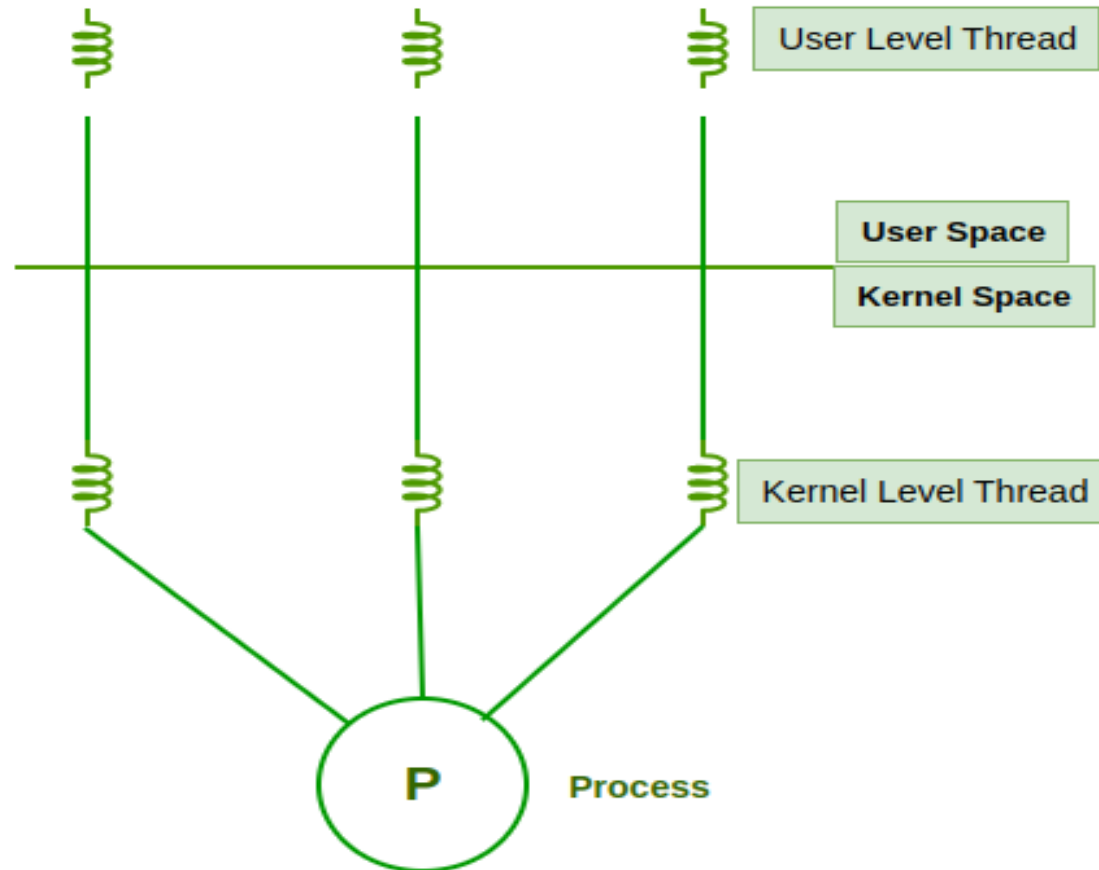 User Level Thread
User Space
Kernel Space
Kernel Level Thread
P
Process